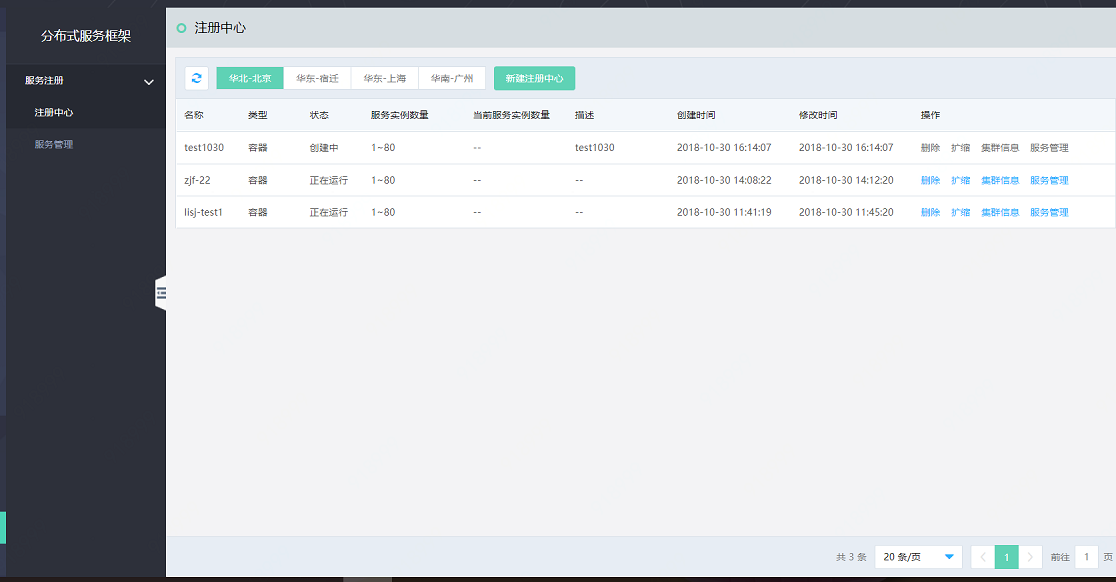 分布式服务框架
服务注册
注册中心
服务管理
注册中心
华北-北京 华东-宿迁 华东-上海 华南-广州 新建注册中心
名称 类型 状态 服务实例数量 当前服务实例数量 描述 创建时间 修改时间 操作
test1030 容器 创建中 1~80 -- test1030 2018-10-30 16:14:07 2018-10-30 16:14:07 删除 扩缩 集群信息 服务管理
zjf-22 容器 正在运行 1~80 -- -- 2018-10-30 14:08:22 2018-10-30 14:12:20 删除 扩缩 集群信息 服务管理
lisj-test1 容器 正在运行 1~80 -- -- 2018-10-30 11:41:19 2018-10-30 11:45:20 删除 扩缩 集群信息 服务管理
共 3 条 20 条/页 1 前往 1 页